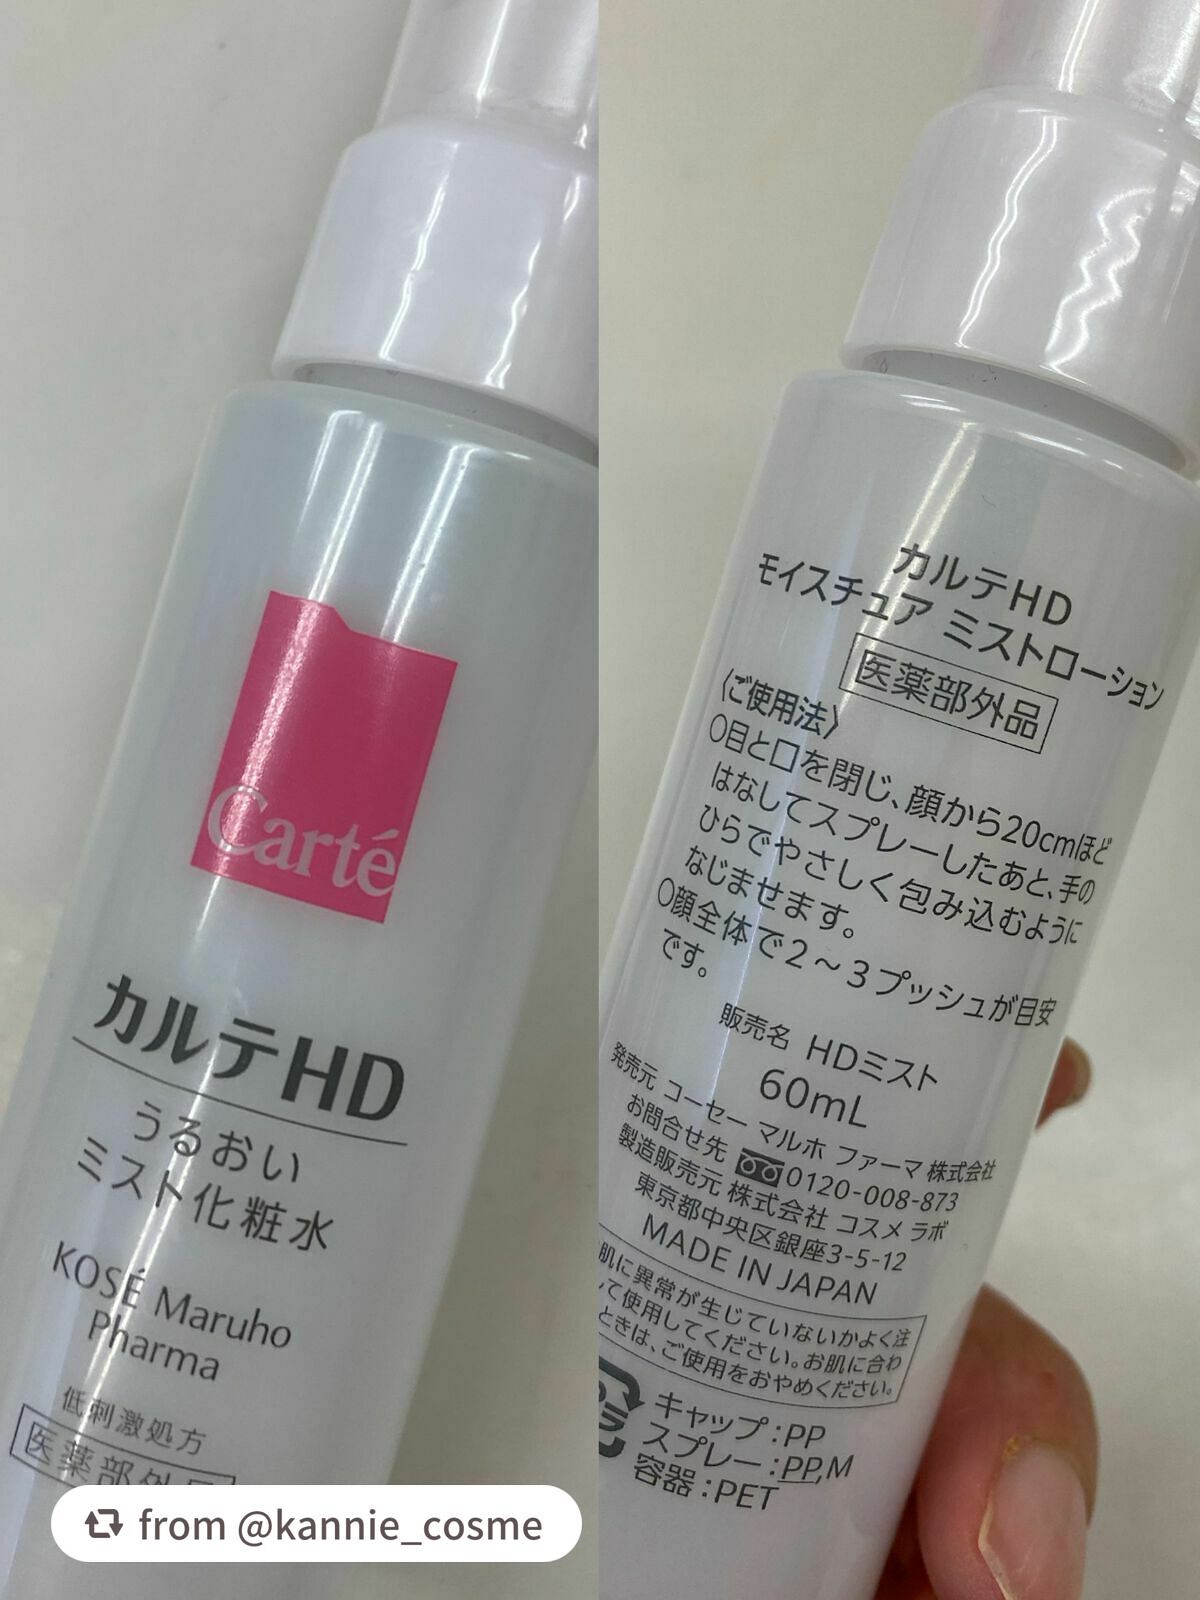 Carté
カルテHD
うるおい
ミスト化粧水
KOSÉ Maruho
Pharma
低刺激処方
医薬部外品
from @kannie_cosme
カルテHD
モイスチュア ミストローション
医薬部外品
〈ご使用法〉
○目と口を閉じ、顔から20cmほど
はなしてスプレーしたあと、手の
ひらでやさしく包み込むように
なじませます。
○顔全体で2～3プッシュが目安
です。
販売名 HDミスト
60mL
発売元 コーセー マルホ ファーマ 株式会社
お問合せ先 0120-008-873
製造販売元 株式会社 コスメ ラボ
東京都中央区銀座3-5-12
MADE IN JAPAN
肌に異常が生じていないかよく注
して使用してください。お肌に合わ
ときは、ご使用をおやめください。
キャップ：PP
スプレー：PP,M
容器：PET